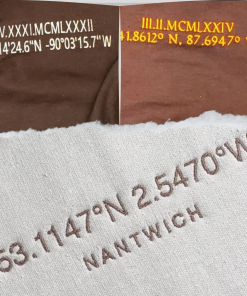 V.XXXI.MCMLXXXII
14'24.6"N -90°03'15.7" W
III.II.MCMLXXIV
41.8612° N, 87.6947° W
53.1147°N 2.5470°W
NANTWICH